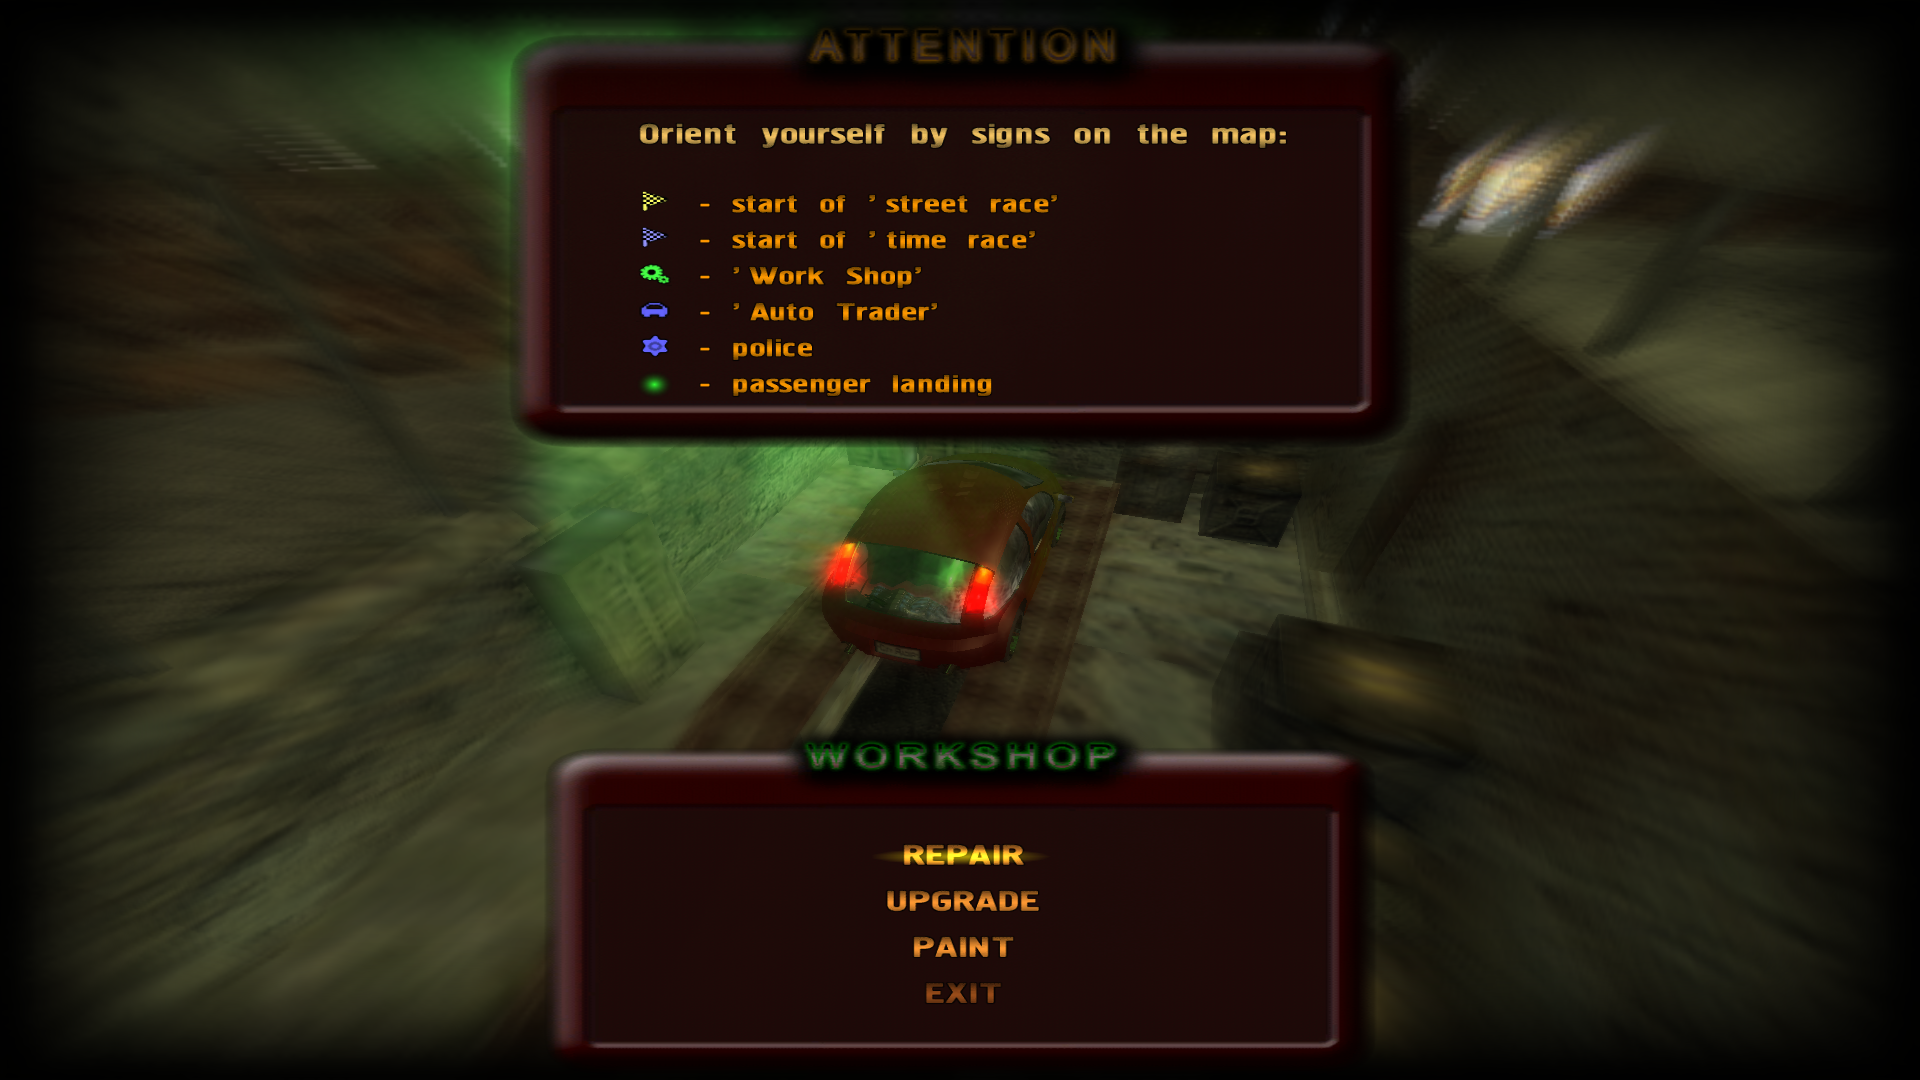 ATTENTION
Orient yourself by signs on the map:
- start of 'street race'
- start of 'time race'
- 'Work Shop'
- 'Auto Trader'
- police
- passenger landing
WORKSHOP
REPAIR
UPGRADE
PAINT
EXIT